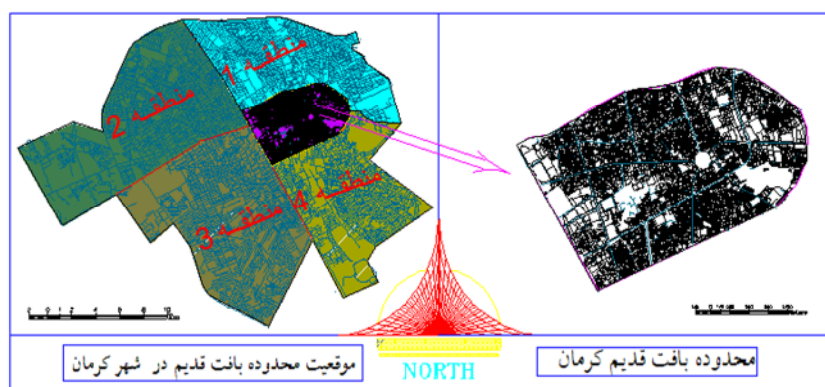 منطقه 1
منطقه 2
منطقه 3
منطقه 4
NORTH
موقعیت محدوده بافت قدیم در شهر کرمان
محدوده بافت قدیم کرمان